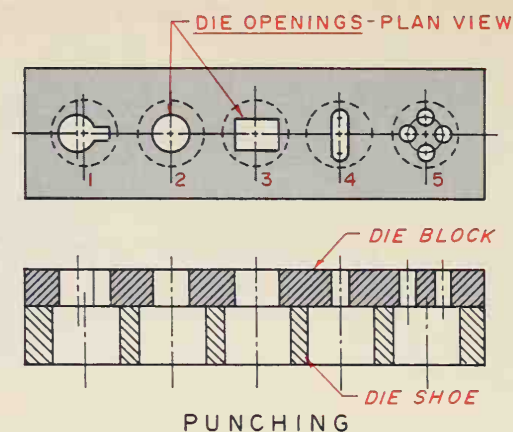 DIE OPENINGS-PLAN VIEW
1 2 3 4 5
DIE BLOCK
DIE SHOE
PUNCHING